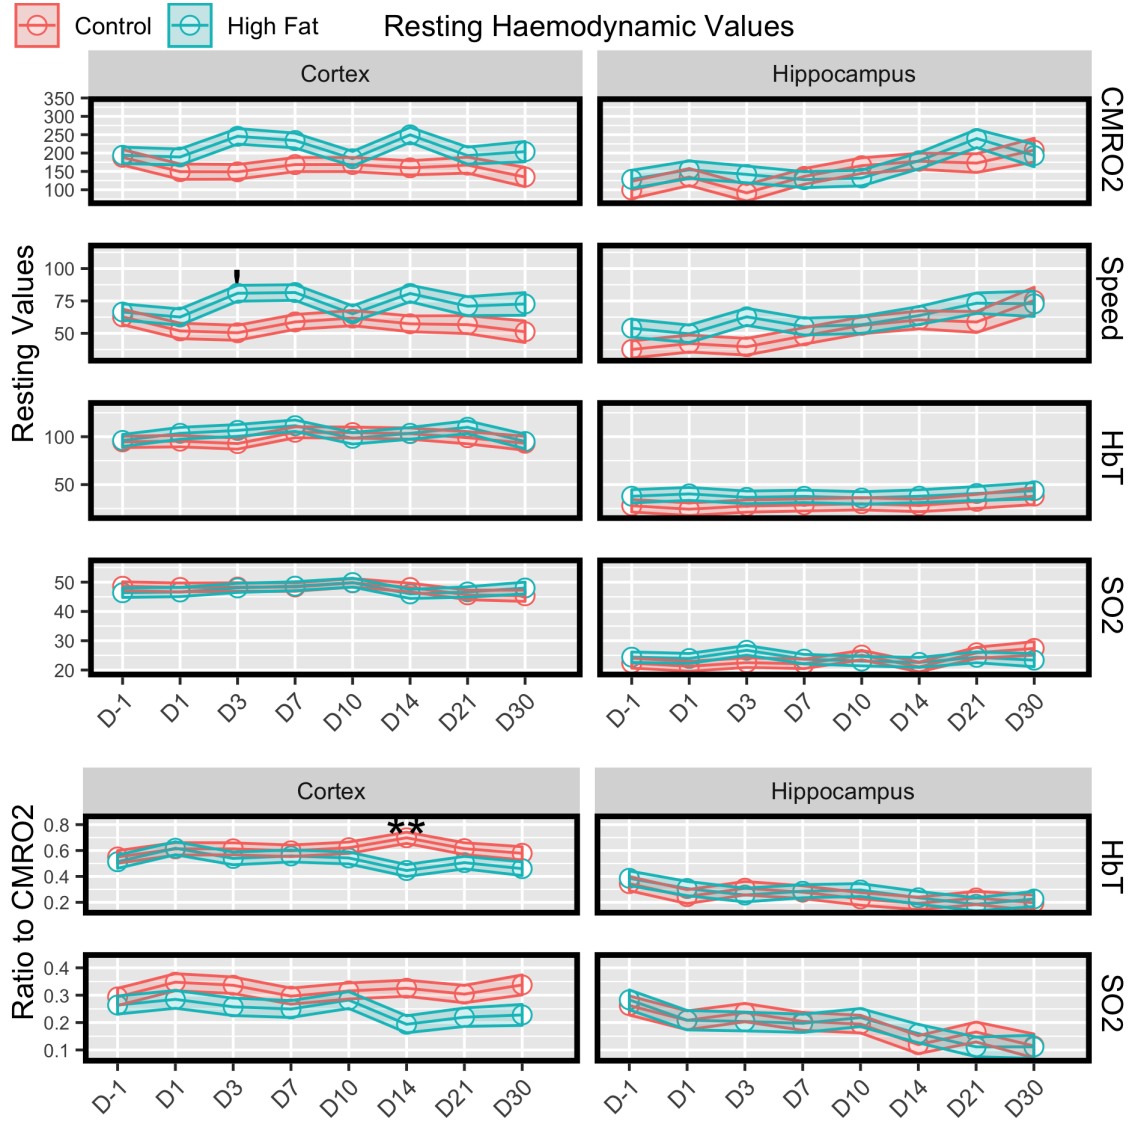 Control High Fat Resting Haemodynamic Values
Cortex Hippocampus
Resting Values
350
300
250
200
150
100
CMRO2
'
100
75
50
Speed
100
50
HbT
50
40
30
20
SO2
D-1 D1 D3 D7 D10 D14 D21 D30 D-1 D1 D3 D7 D10 D14 D21 D30
Cortex Hippocampus
Ratio to CMRO2
**
0.8
0.6
0.4
0.2
HbT
0.4
0.3
0.2
0.1
SO2
D-1 D1 D3 D7 D10 D14 D21 D30 D-1 D1 D3 D7 D10 D14 D21 D30